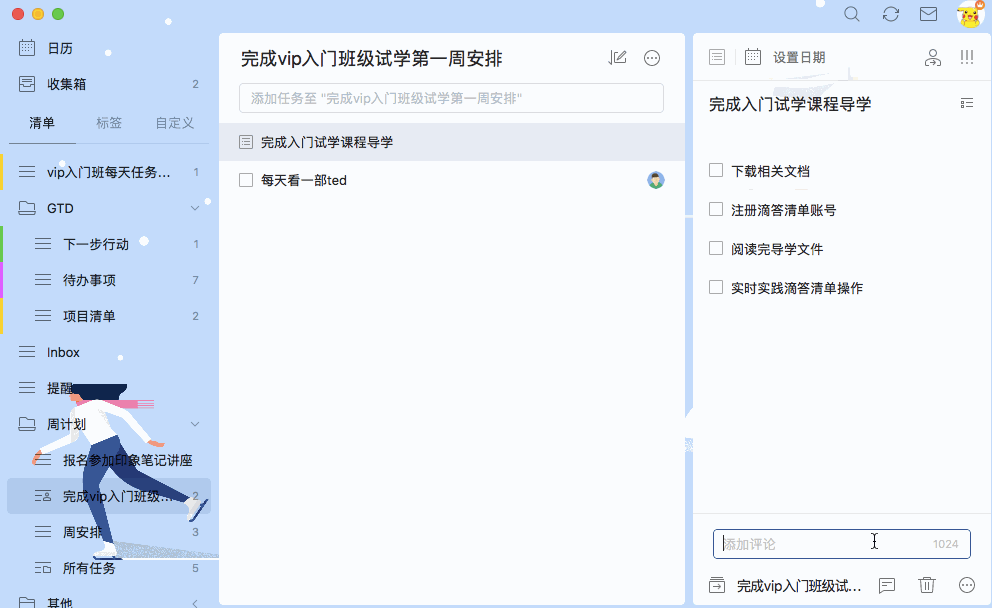 日历
收集箱 2
清单 标签 自定义
vip入门班每天任务... 1
GTD
下一步行动 1
待办事项 7
项目清单 2
Inbox
提醒
周计划
报名参加印象笔记讲座
完成vip入门班级... 2
周安排 3
所有任务 5
其他
完成vip入门班级试学第一周安排
添加任务至 "完成vip入门班级试学第一周安排"
完成入门试学课程导学
每天看一部ted
设置日期
完成入门试学课程导学
下载相关文档
注册滴答清单账号
阅读完导学文件
实时实践滴答清单操作
添加评论 1024
完成vip入门班级试...